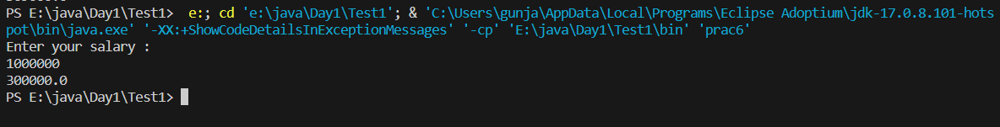 PS E:\java\Day1\Test1>  e:; cd 'e:\java\Day1\Test1'; & 'C:\Users\gunja\AppData\Local\Programs\Eclipse Adoptium\jdk-17.0.8.101-hots
pot\bin\java.exe' '-XX:+ShowCodeDetailsInExceptionMessages' '-cp' 'E:\java\Day1\Test1\bin' 'prac6'
Enter your salary :
1000000
300000.0
PS E:\java\Day1\Test1>